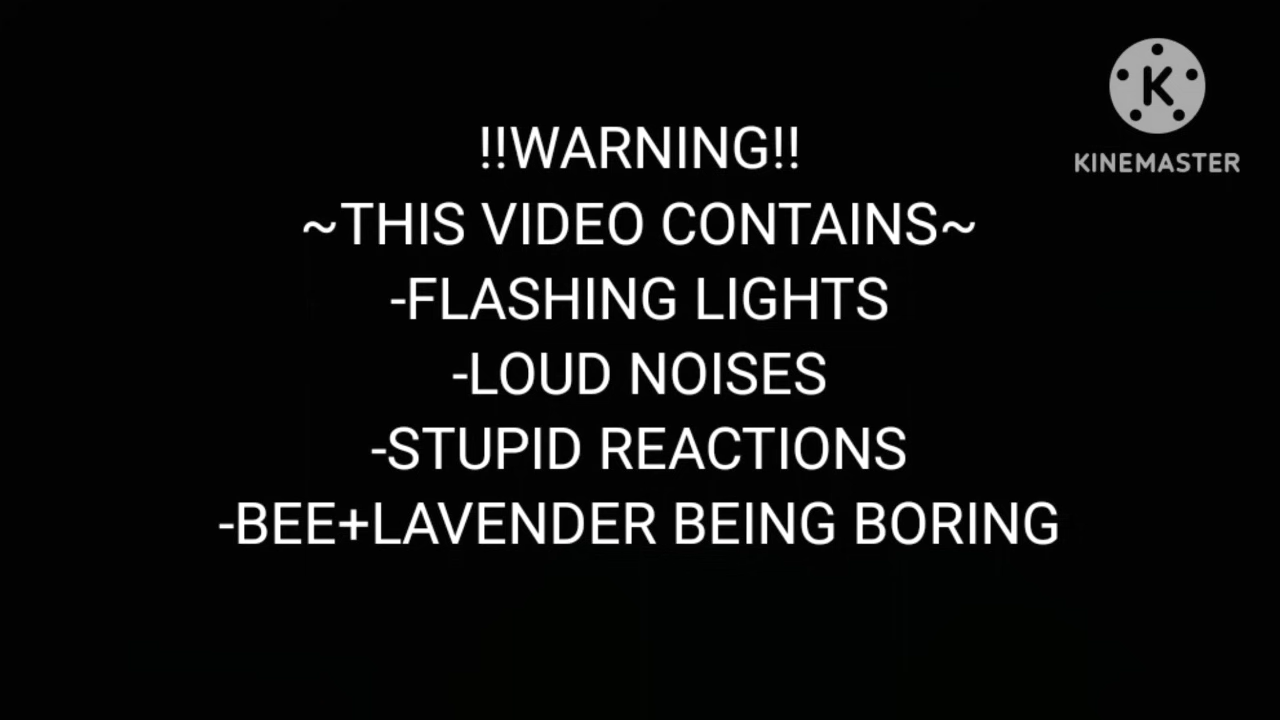 K
KINEMASTER
!!WARNING!!
~THIS VIDEO CONTAINS~
-FLASHING LIGHTS
-LOUD NOISES
-STUPID REACTIONS
-BEE+LAVENDER BEING BORING